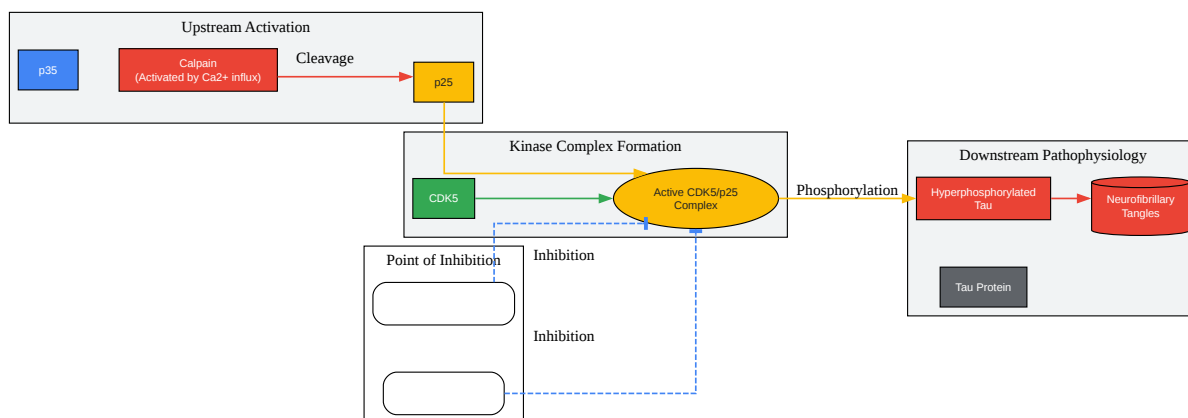 Upstream Activation
p35
Calpain
(Activated by Ca2+ influx)
Cleavage
p25
Kinase Complex Formation
CDK5
Active CDK5/p25
Complex
Phosphorylation
Downstream Pathophysiology
Hyperphosphorylated
Tau
Neurofibrillary
Tangles
Tau Protein
Point of Inhibition
Inhibition
Inhibition